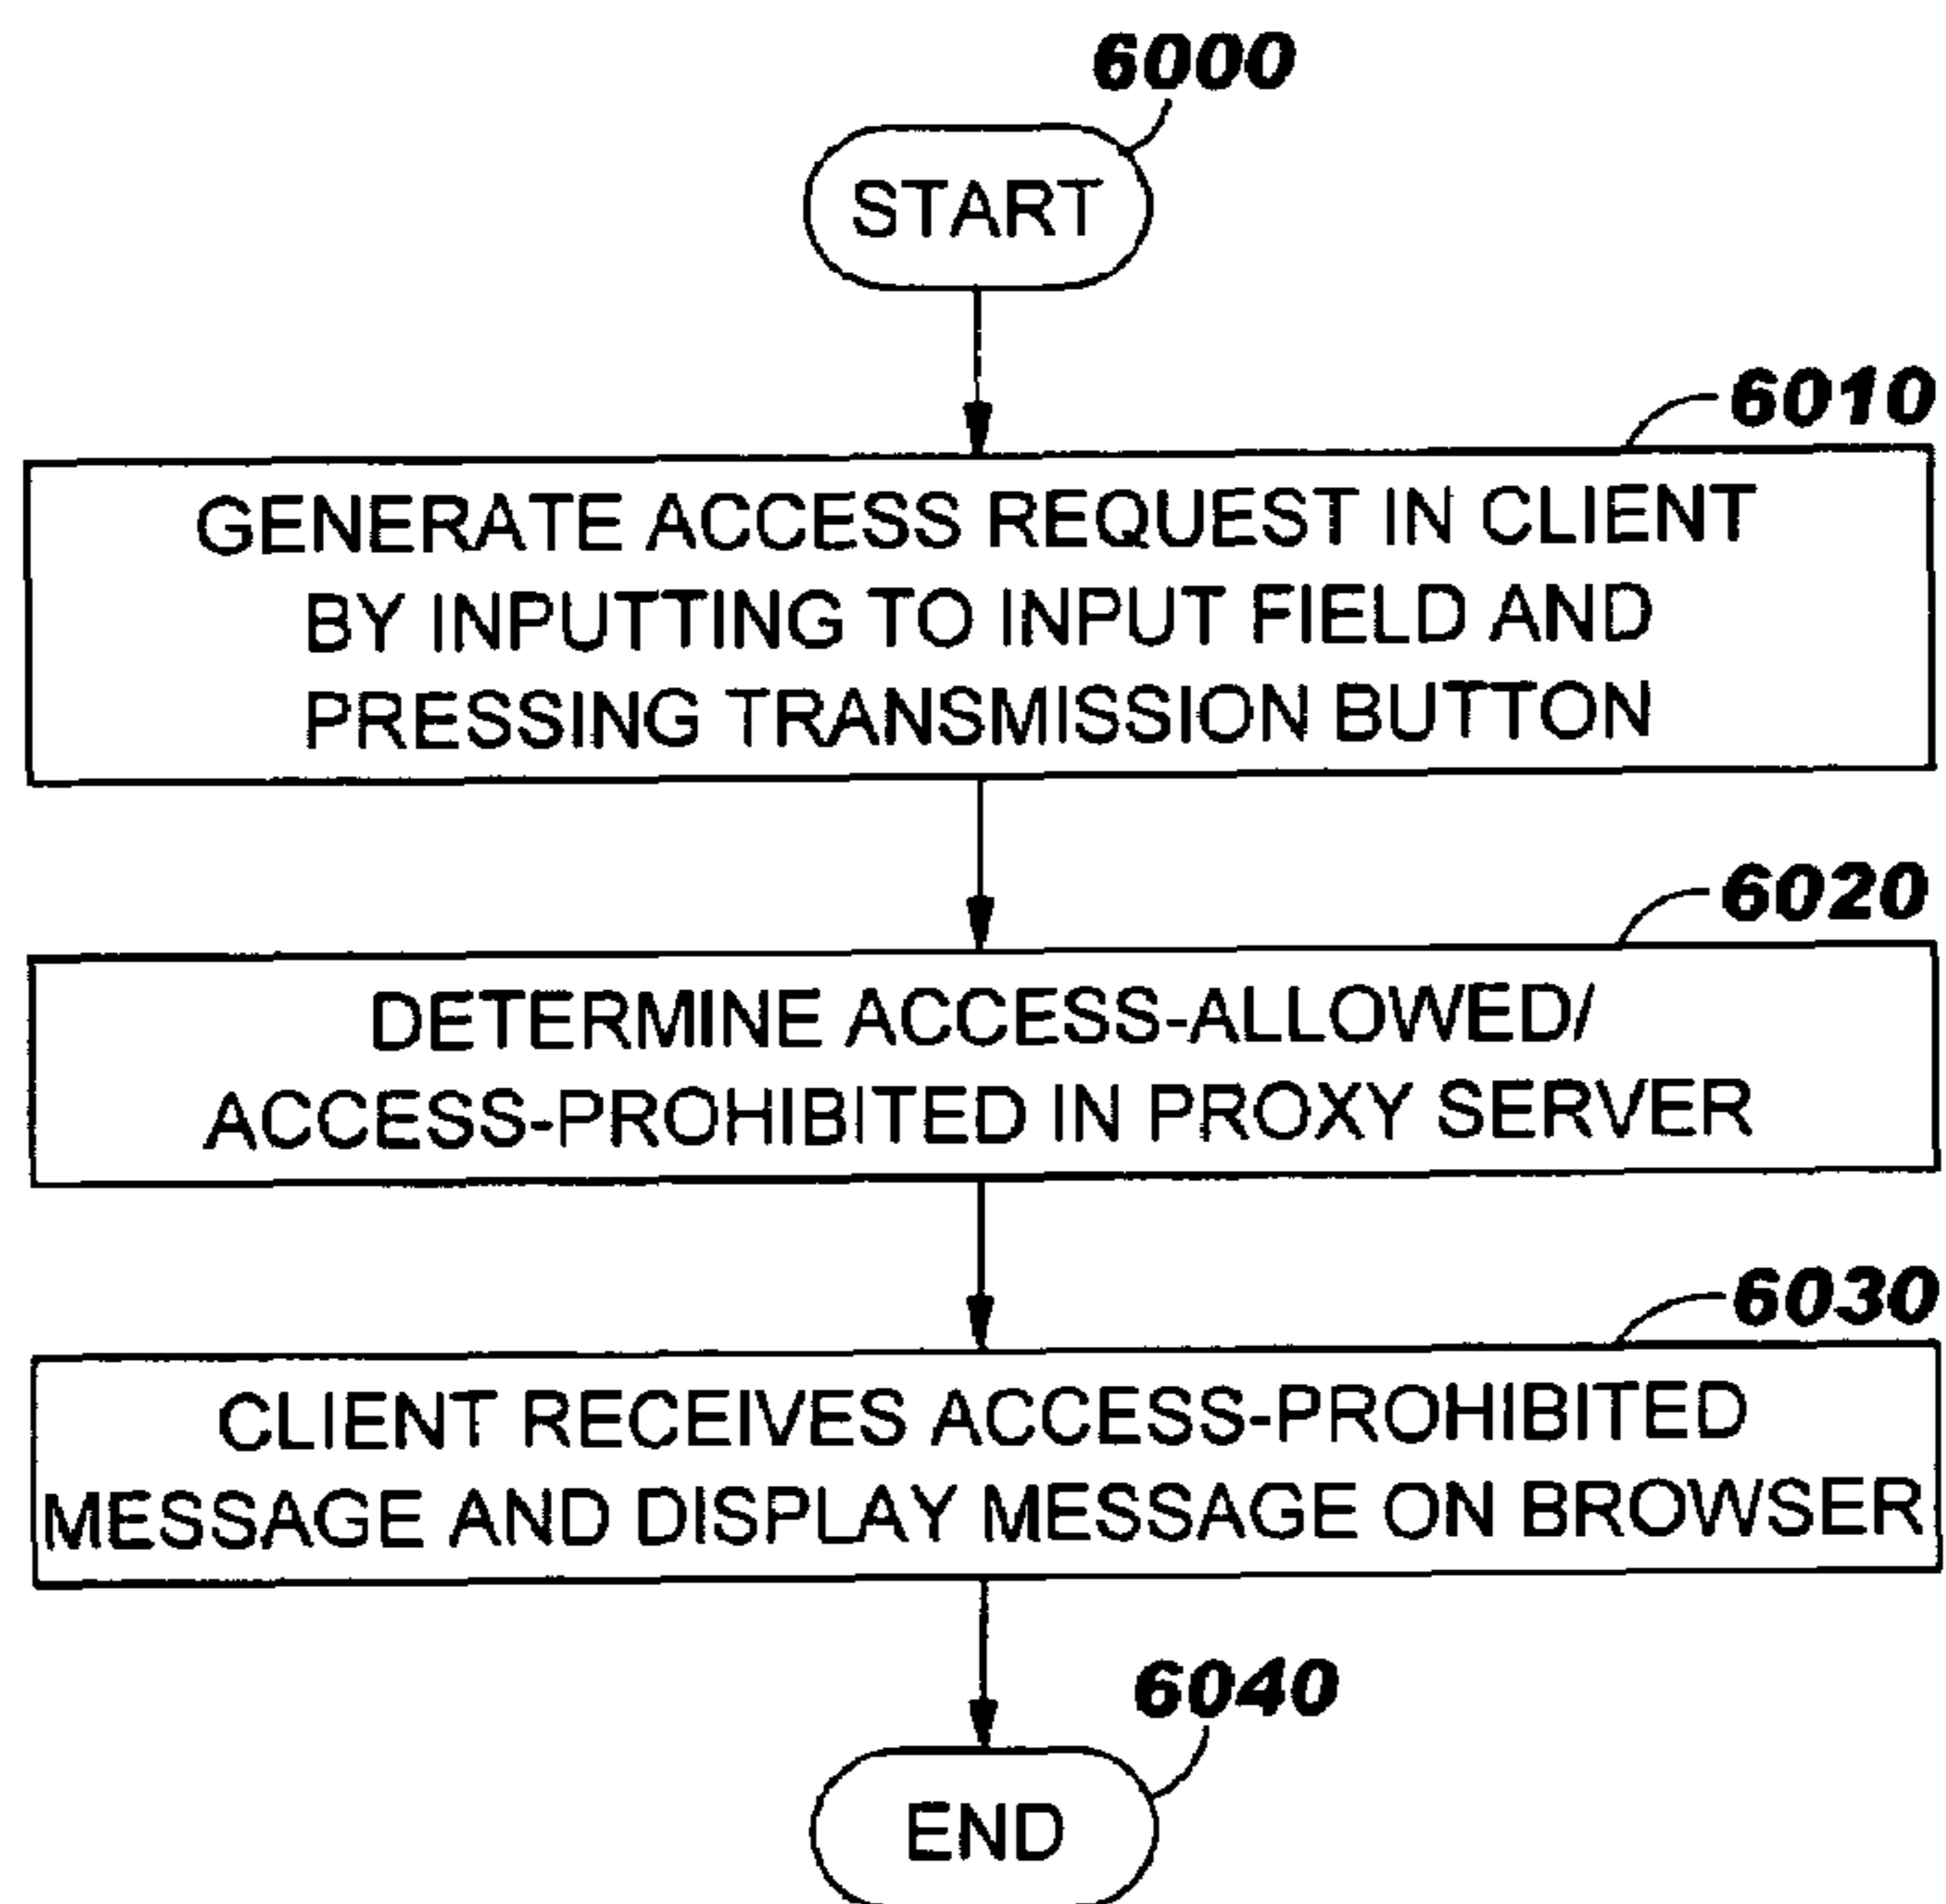 6000
START
6010
GENERATE ACCESS REQUEST IN CLIENT
BY INPUTTING TO INPUT FIELD AND
PRESSING TRANSMISSION BUTTON
6020
DETERMINE ACCESS-ALLOWED/
ACCESS-PROHIBITED IN PROXY SERVER
6030
CLIENT RECEIVES ACCESS-PROHIBITED
MESSAGE AND DISPLAY MESSAGE ON BROWSER
6040
END